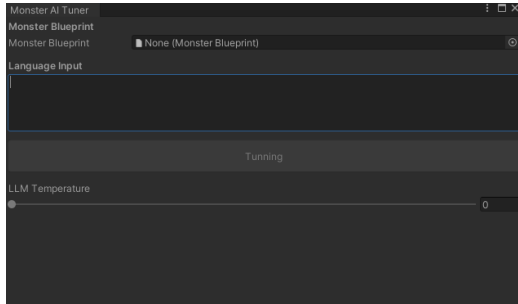 Monster AI Tuner
Monster Blueprint
Monster Blueprint None (Monster Blueprint)
Language Input
Tunning
LLM Temperature
0